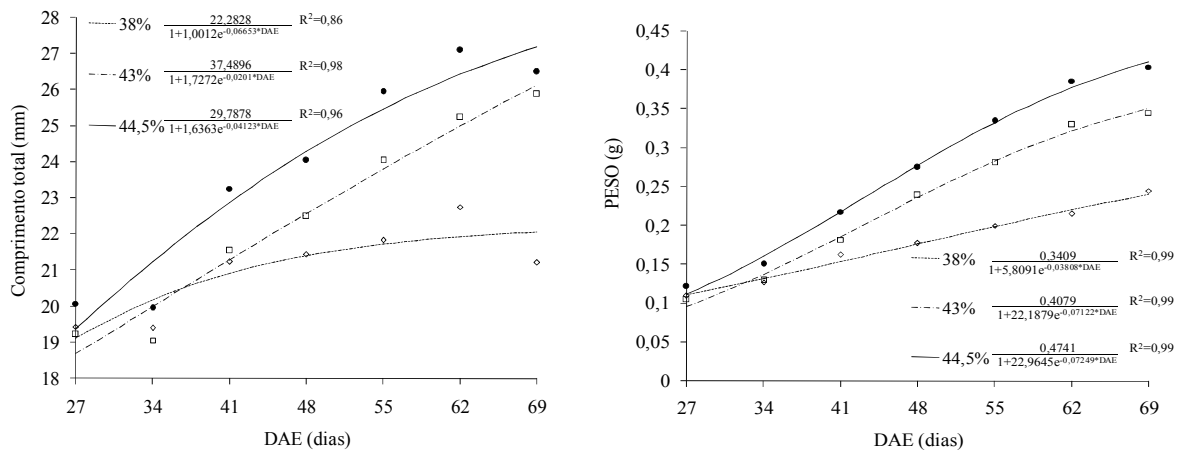 28
27
26
25
24
23
22
21
20
19
18
Comprimento total (mm)
38% 22,2828 R²=0,86
1+1,0012e-0,06653*DAE
43% 37,4896 R²=0,98
1+1,7272e-0,0201*DAE
44,5% 29,7878 R²=0,96
1+1,6363e-0,04123*DAE
27 34 41 48 55 62 69
DAE (dias)
0,45
0,4
0,35
0,3
0,25
0,2
0,15
0,1
0,05
0
PESO (g)
38% 0,3409 R²=0,99
1+5,8091e-0,03808*DAE
43% 0,4079 R²=0,99
1+22,1879e-0,07122*DAE
44,5% 0,4741 R²=0,99
1+22,9645e-0,07249*DAE
27 34 41 48 55 62 69
DAE (dias)